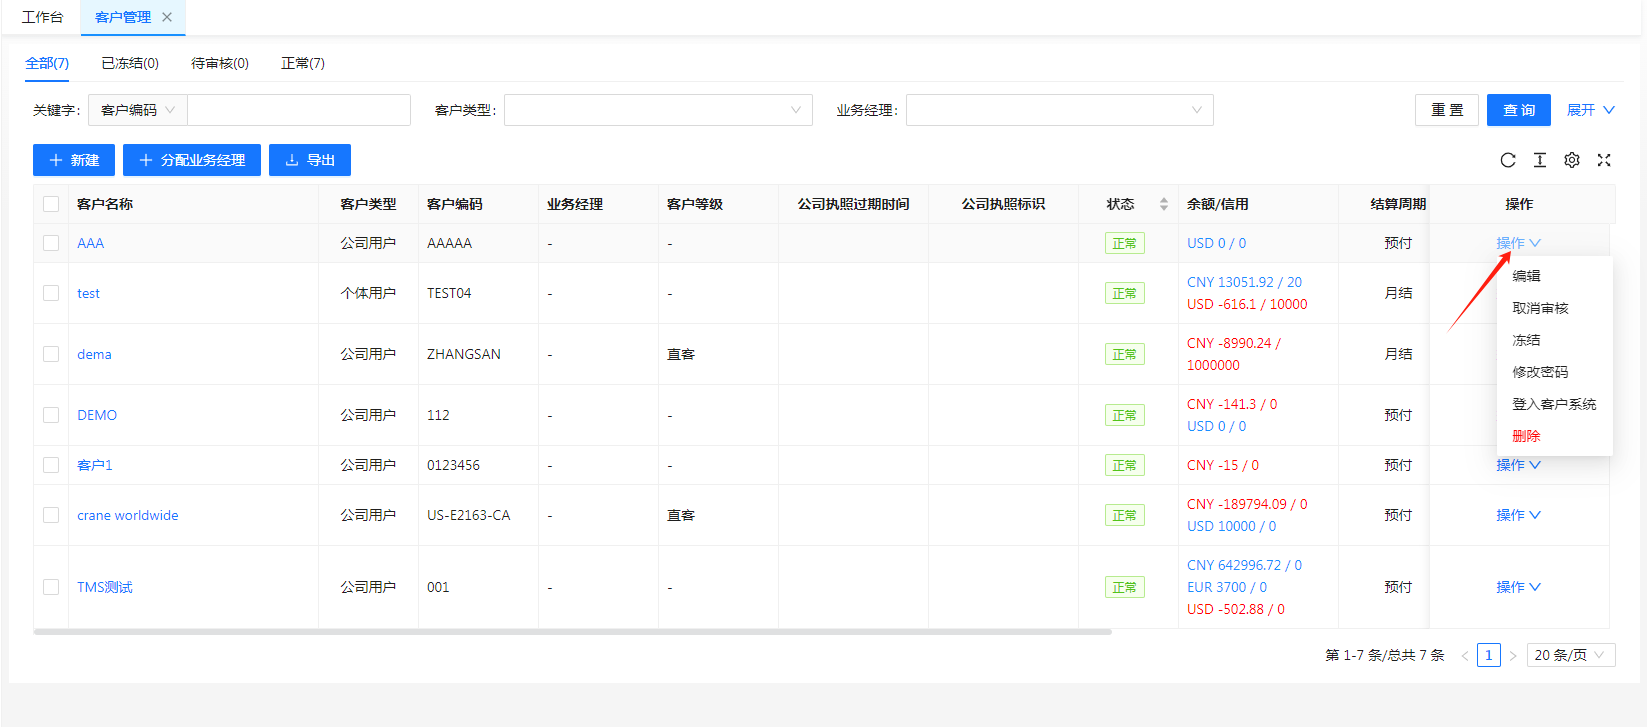 工作台 客户管理
全部(7) 已冻结(0) 待审核(0) 正常(7)
关键字: 客户编码 客户类型: 业务经理: 重 置 查 询 展开
新建 分配业务经理 导出
客户名称 客户类型 客户编码 业务经理 客户等级 公司执照过期时间 公司执照标识 状态 余额/信用 结算周期 操作
AAA 公司用户 AAAAA - - 正常 USD 0 / 0 预付 操作
编辑
取消审核
冻结
修改密码
登入客户系统
删除
test 个体用户 TEST04 - - 正常 CNY 13051.92 / 20 月结
USD -616.1 / 10000
dema 公司用户 ZHANGSAN - 直客 正常 CNY -8990.24 / 月结
1000000
DEMO 公司用户 112 - - 正常 CNY -141.3 / 0 预付
USD 0 / 0
客户1 公司用户 0123456 - - 正常 CNY -15 / 0 预付 操作
crane worldwide 公司用户 US-E2163-CA - 直客 正常 CNY -189794.09 / 0 预付 操作
USD 10000 / 0
TMS测试 公司用户 001 - - 正常 CNY 642996.72 / 0 预付 操作
EUR 3700 / 0
USD -502.88 / 0
第 1-7 条/总共 7 条 1 20 条/页